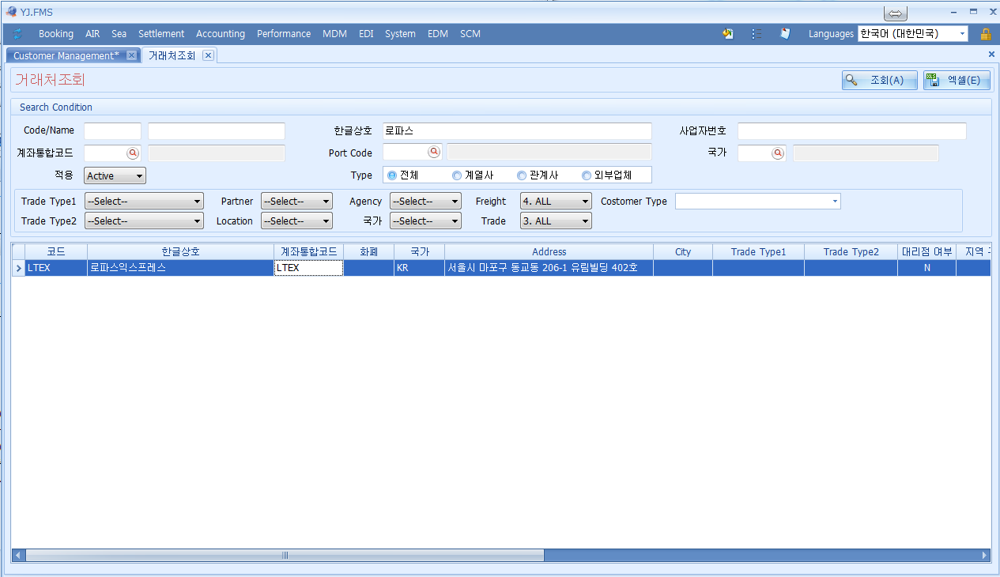 YJ.FMS
Booking AIR Sea Settlement Accounting Performance MDM EDI System EDM SCM Languages 한국어 (대한민국)
Customer Management* 거래처조회
거래처조회 조회(A) XLS 엑셀(E)
Search Condition
Code/Name 한글상호 로파스 사업자번호
계좌통합코드 Port Code 국가
적용 Active Type 전체 계열사 관계사 외부업체
Trade Type1 --Select-- Partner --Select-- Agency --Select-- Freight 4. ALL Costomer Type
Trade Type2 --Select-- Location --Select-- 국가 --Select-- Trade 3. ALL
코드 한글상호 계좌통합코드 화폐 국가 Address City Trade Type1 Trade Type2 대리점 여부 지역
LTEX 로파스익스프레스 LTEX KR 서울시 마포구 동교동 206-1 유림빌딩 402호 N